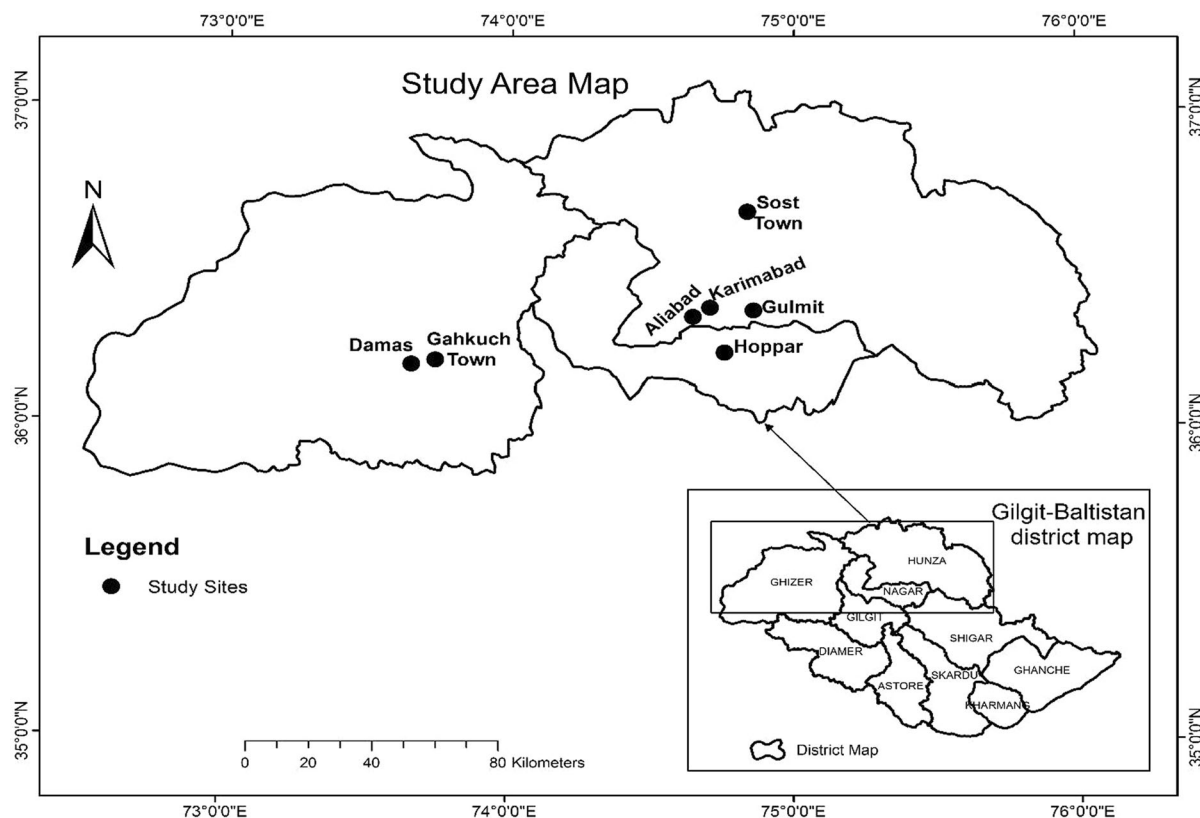 73°0'0"E
74°0'0"E
75°0'0"E
76°0'0"E
37°0'0"N
37°0'0"N
Study Area Map
N
Sost
Town
Karimabad
Aliabad
Gulmit
Hoppar
Damas
Gahkuch
Town
36°0'0"N
36°0'0"N
Gilgit-Baltistan
district map
HUNZA
GHIZER
NAGAR
GILGIT
SHIGAR
DIAMER
GHANCHE
SKARDU
ASTORE
KHARMANG
District Map
Legend
Study Sites
35°0'0"N
35°0'0"N
0 20 40 80 Kilometers
73°0'0"E
74°0'0"E
75°0'0"E
76°0'0"E